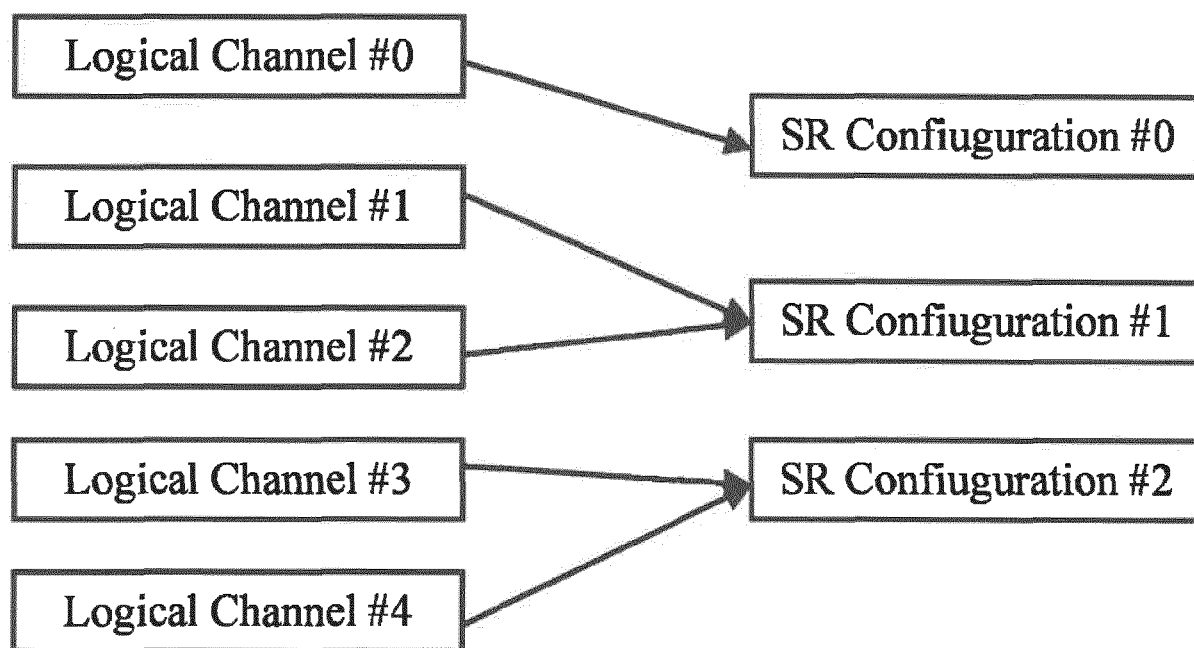 Logical Channel #0
Logical Channel #1
Logical Channel #2
Logical Channel #3
Logical Channel #4
SR Confiuguration #0
SR Confiuguration #1
SR Confiuguration #2